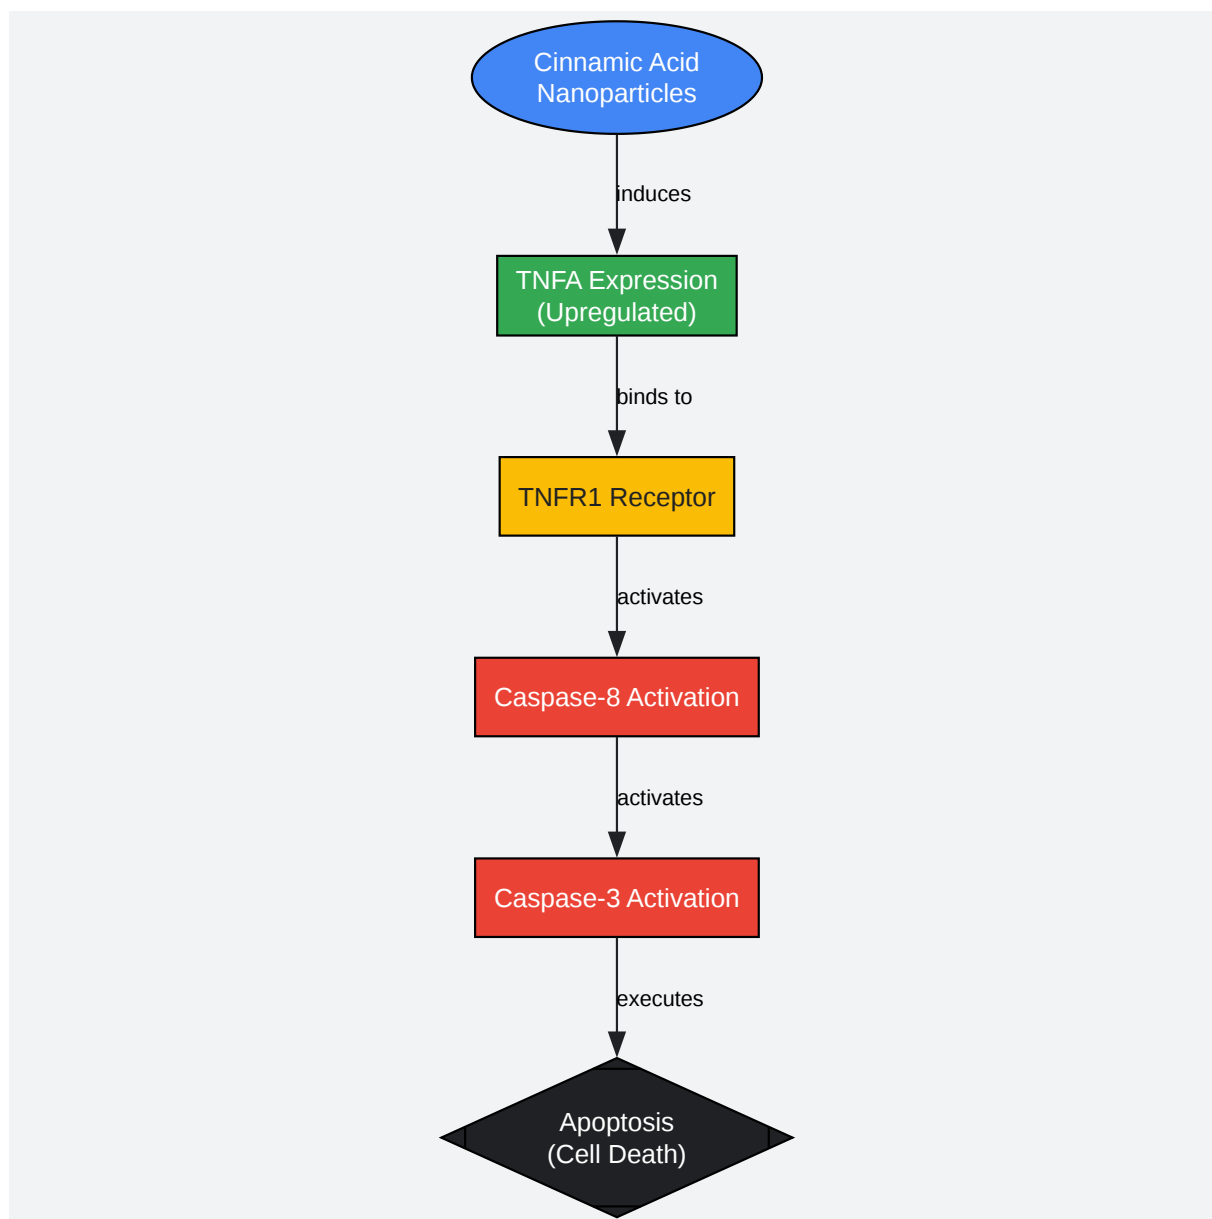 Cinnamic Acid
Nanoparticles
induces
TNFA Expression
(Upregulated)
binds to
TNFR1 Receptor
activates
Caspase-8 Activation
activates
Caspase-3 Activation
executes
Apoptosis
(Cell Death)